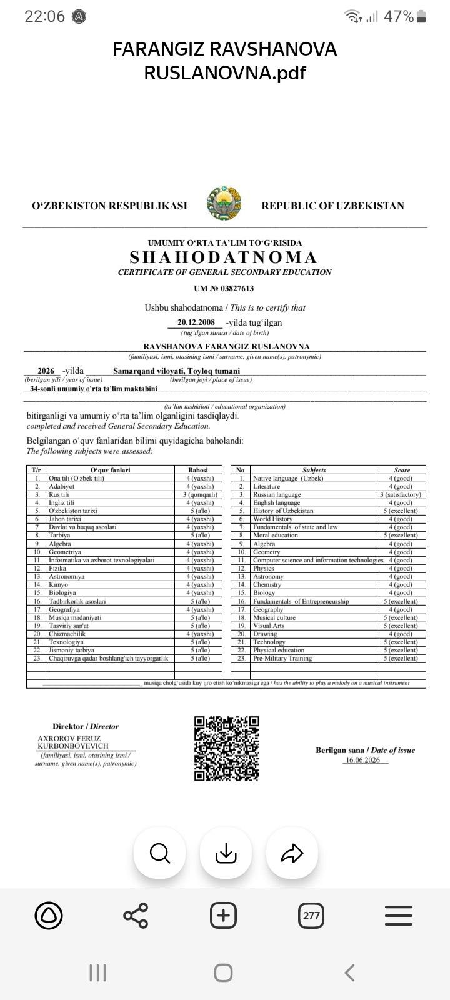 22:06
47%
FARANGIZ RAVSHANOVA
RUSLANOVNA.pdf
O‘ZBEKISTON RESPUBLIKASI REPUBLIC OF UZBEKISTAN
UMUMIY O‘RTA TA’LIM TO‘G‘RISIDA
SHAHODATNOMA
CERTIFICATE OF GENERAL SECONDARY EDUCATION
UM № 03827613
Ushbu shahodatnoma / This is to certify that
20.12.2008 -yilda tug‘ilgan
(tug‘ilgan sanasi / date of birth)
RAVSHANOVA FARANGIZ RUSLANOVNA
(familiyasi, ismi, otasining ismi / surname, given name(s), patronymic)
2026 -yilda Samarqand viloyati, Toyloq tumani
(berilgan yili / year of issue) (berilgan joyi / place of issue)
34-sonli umumiy o'rta ta'lim maktabini
(ta’lim tashkiloti / educational organization)
bitirganligi va umumiy o‘rta ta’lim olganligini tasdiqlaydi.
completed and received General Secondary Education.
Belgilangan o‘quv fanlaridan bilimi quyidagicha baholandi:
The following subjects were assessed:
T/r O‘quv fanlari Bahosi No Subjects Score
1. Ona tili (O'zbek tili) 4 (yaxshi) 1. Native language (Uzbek) 4 (good)
2. Adabiyot 4 (yaxshi) 2. Literature 4 (good)
3. Rus tili 3 (qoniqarli) 3. Russian language 3 (satisfactory)
4. Ingliz tili 4 (yaxshi) 4. English language 4 (good)
5. O'zbekiston tarixi 5 (a'lo) 5. History of Uzbekistan 5 (excellent)
6. Jahon tarixi 4 (yaxshi) 6. World History 4 (good)
7. Davlat va huquq asoslari 4 (yaxshi) 7. Fundamentals of state and law 4 (good)
8. Tarbiya 5 (a'lo) 8. Moral education 5 (excellent)
9. Algebra 4 (yaxshi) 9. Algebra 4 (good)
10. Geometriya 4 (yaxshi) 10. Geometry 4 (good)
11. Informatika va axborot texnologiyalari 4 (yaxshi) 11. Computer science and information technologies 4 (good)
12. Fizika 4 (yaxshi) 12. Physics 4 (good)
13. Astronomiya 4 (yaxshi) 13. Astronomy 4 (good)
14. Kimyo 4 (yaxshi) 14. Chemistry 4 (good)
15. Biologiya 4 (yaxshi) 15. Biology 4 (good)
16. Tadbirkorlik asoslari 5 (a'lo) 16. Fundamentals of Entrepreneurship 5 (excellent)
17. Geografiya 4 (yaxshi) 17. Geography 4 (good)
18. Musiqa madaniyati 5 (a'lo) 18. Musical culture 5 (excellent)
19. Tasviriy san'at 5 (a'lo) 19. Visual Arts 5 (excellent)
20. Chizmachilik 4 (yaxshi) 20. Drawing 4 (good)
21. Texnologiya 5 (a'lo) 21. Technology 5 (excellent)
22. Jismoniy tarbiya 5 (a'lo) 22. Physical education 5 (excellent)
23. Chaqiruvga qadar boshlang'ich tayyorgarlik 5 (a'lo) 23. Pre-Military Training 5 (excellent)
musiqa cholg‘usida kuy ijro etish ko‘nikmasiga ega / has the ability to play a melody on a musical instrument
Direktor / Director
AXROROV FERUZ
KURBONBOYEVICH
(familiyasi, ismi, otasining ismi /
surname, given name(s), patronymic)
Berilgan sana / Date of issue
16.06.2026
277